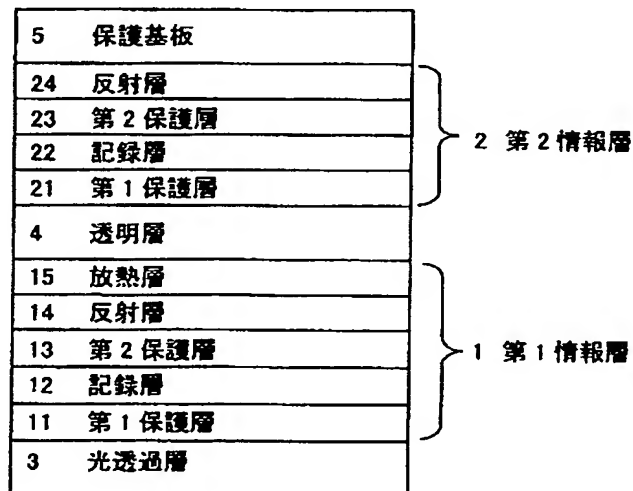 5 保護基板
24 反射層
23 第2保護層
22 記録層
21 第1保護層
2 第2情報層
4 透明層
15 放熱層
14 反射層
13 第2保護層
12 記録層
11 第1保護層
1 第1情報層
3 光透過層